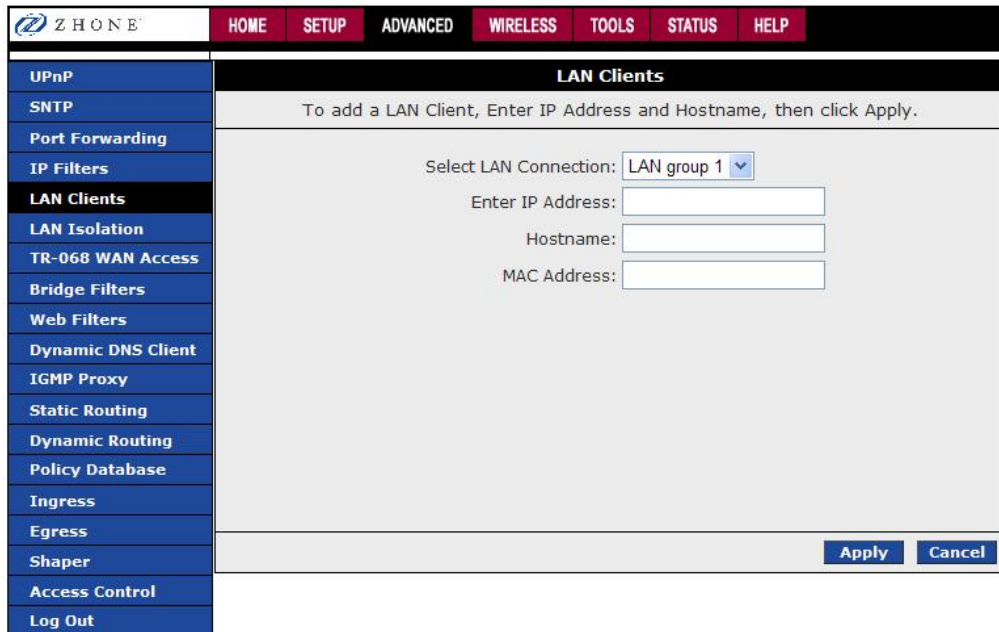 ZHONE
HOME SETUP ADVANCED WIRELESS TOOLS STATUS HELP
UPnP
SNTP
Port Forwarding
IP Filters
LAN Clients
LAN Isolation
TR-068 WAN Access
Bridge Filters
Web Filters
Dynamic DNS Client
IGMP Proxy
Static Routing
Dynamic Routing
Policy Database
Ingress
Egress
Shaper
Access Control
Log Out
LAN Clients
To add a LAN Client, Enter IP Address and Hostname, then click Apply.
Select LAN Connection: LAN group 1
Enter IP Address:
Hostname:
MAC Address:
Apply Cancel